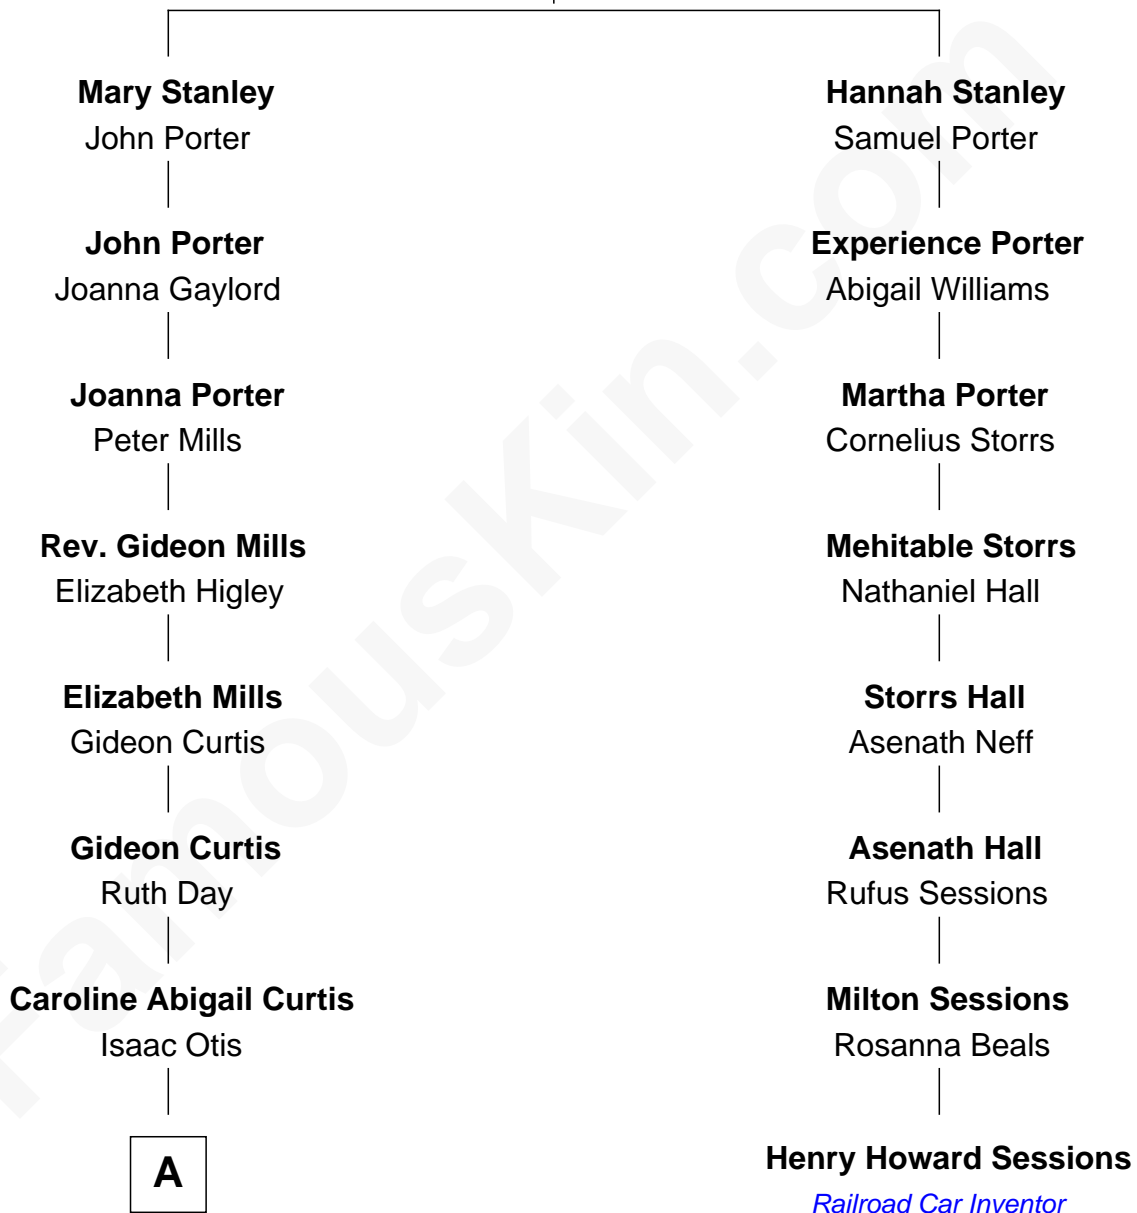 Mary Stanley
John Porter
Hannah Stanley
Samuel Porter
John Porter
Joanna Gaylord
Experience Porter
Abigail Williams
Joanna Porter
Peter Mills
Martha Porter
Cornelius Storrs
Rev. Gideon Mills
Elizabeth Higley
Mehitable Storrs
Nathaniel Hall
Elizabeth Mills
Gideon Curtis
Storrs Hall
Asenath Neff
Gideon Curtis
Ruth Day
Asenath Hall
Rufus Sessions
Caroline Abigail Curtis
Isaac Otis
Milton Sessions
Rosanna Beals
A
Henry Howard Sessions
Railroad Car Inventor
FamousKin.com